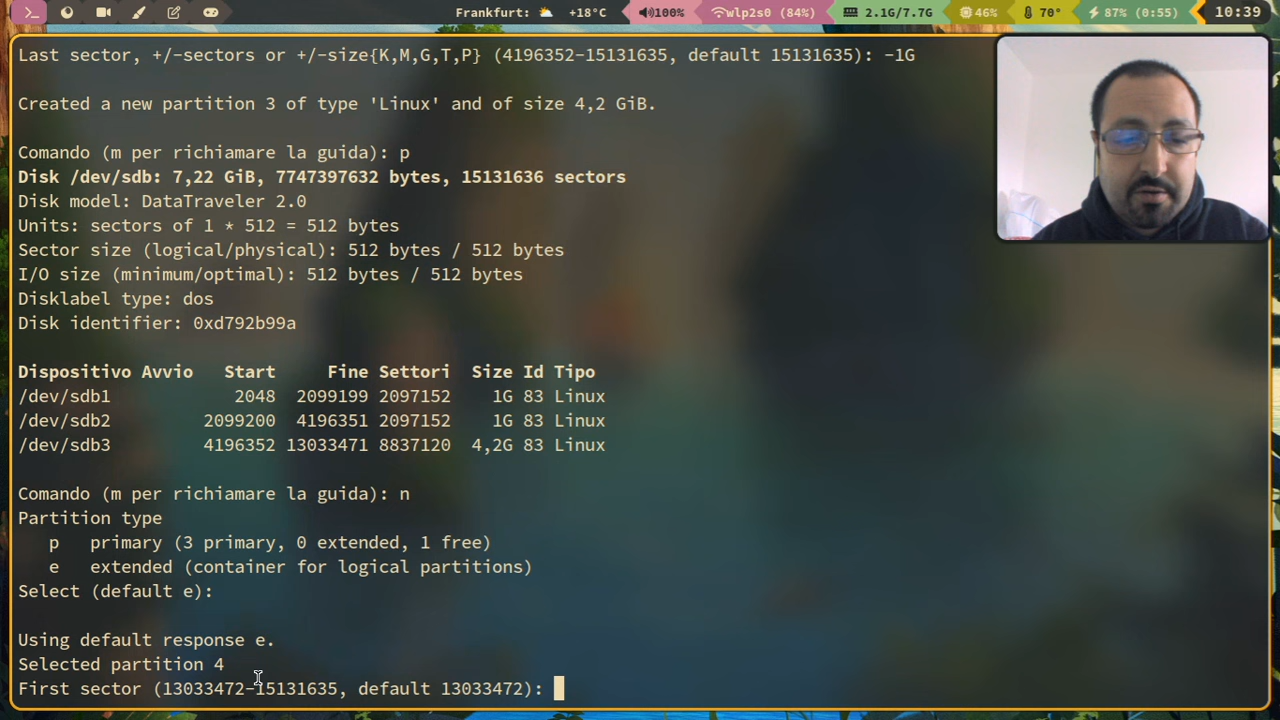 Frankfurt: +18°C 100% wlp2s0 (84%) 2.1G/7.7G 46% 70° 87% (0:55) 10:39
Last sector, +/-sectors or +/-size{K,M,G,T,P} (4196352-15131635, default 15131635): -1G
Created a new partition 3 of type 'Linux' and of size 4,2 GiB.
Comando (m per richiamare la guida): p
Disk /dev/sdb: 7,22 GiB, 7747397632 bytes, 15131636 sectors
Disk model: DataTraveler 2.0
Units: sectors of 1 * 512 = 512 bytes
Sector size (logical/physical): 512 bytes / 512 bytes
I/O size (minimum/optimal): 512 bytes / 512 bytes
Disklabel type: dos
Disk identifier: 0xd792b99a
Dispositivo Avvio Start Fine Settori Size Id Tipo
/dev/sdb1 2048 2099199 2097152 1G 83 Linux
/dev/sdb2 2099200 4196351 2097152 1G 83 Linux
/dev/sdb3 4196352 13033471 8837120 4,2G 83 Linux
Comando (m per richiamare la guida): n
Partition type
p primary (3 primary, 0 extended, 1 free)
e extended (container for logical partitions)
Select (default e):
Using default response e.
Selected partition 4
First sector (13033472-15131635, default 13033472):